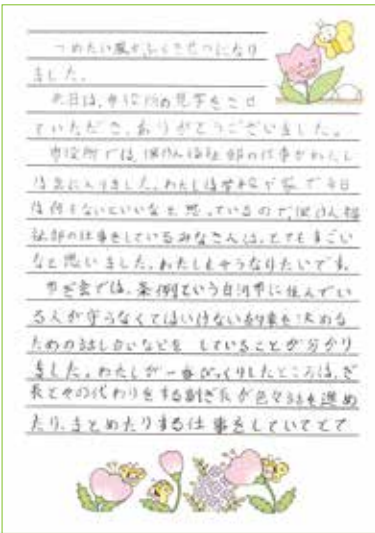 つめたい風がふくきせつになり
ました。
先日は、市役所の見学をさせ
ていただき、ありがとうございました。
市役所では、保けん福祉部の仕事がわたし
は気に入りました。わたしは学校や家で今日
は何もないといいなと思っているので、保けん福
祉部の仕事をしているみなさんは、とてもすごい
なと思いました。わたしもそうなりたいです。
市ぎ会では、条例という白河市に住んでい
る人が守らなくてはいけない約束を決める
ための話し合いなどをしていることが分かり
ました。わたしが一番びっくりしたところは、ぎ
長とその代わりをする副ぎ長が色々な話を進め
たり、まとめたりする仕事をしていてとて